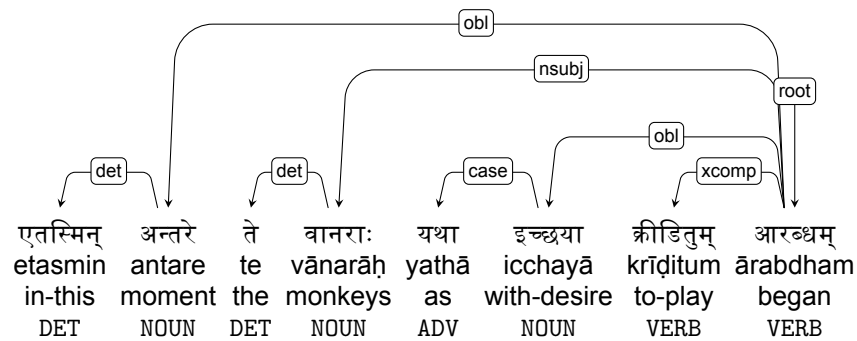 obl
nsubj
root
obl
det det case xcomp
एतस्मिन् अन्तरे ते वानराः यथा इच्छया क्रीडितुम् आरब्धम्
etasmin antare te vānarāḥ yathā icchayā krīḍitum ārabdham
in-this moment the monkeys as with-desire to-play began
DET NOUN DET NOUN ADV NOUN VERB VERB